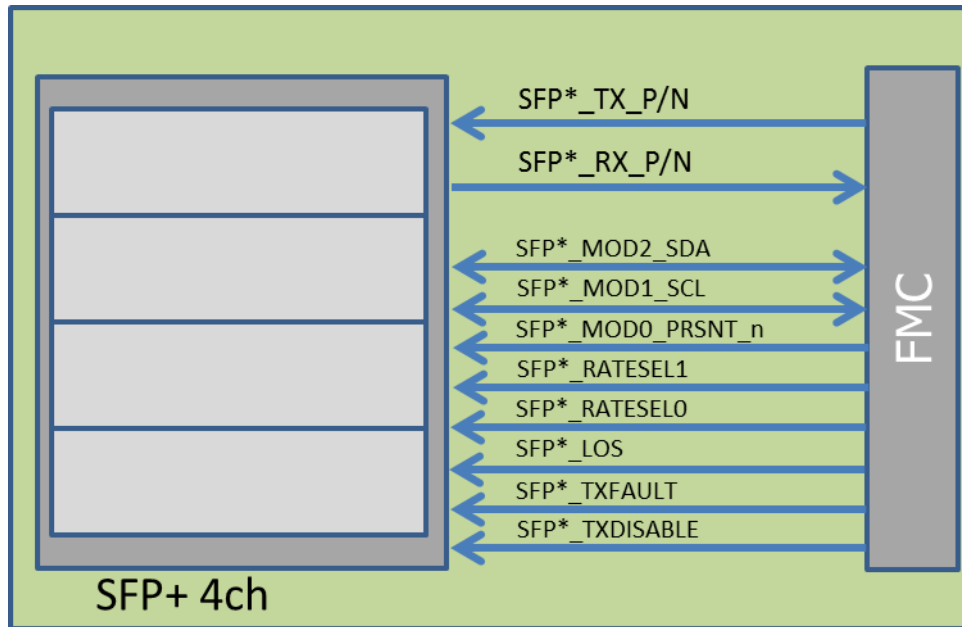 SFP*_TX_P/N
SFP*_RX_P/N
SFP*_MOD2_SDA
SFP*_MOD1_SCL
SFP*_MOD0_PRSNT_n
SFP*_RATESEL1
SFP*_RATESEL0
SFP*_LOS
SFP*_TXFAULT
SFP*_TXDISABLE
FMC
SFP+ 4ch